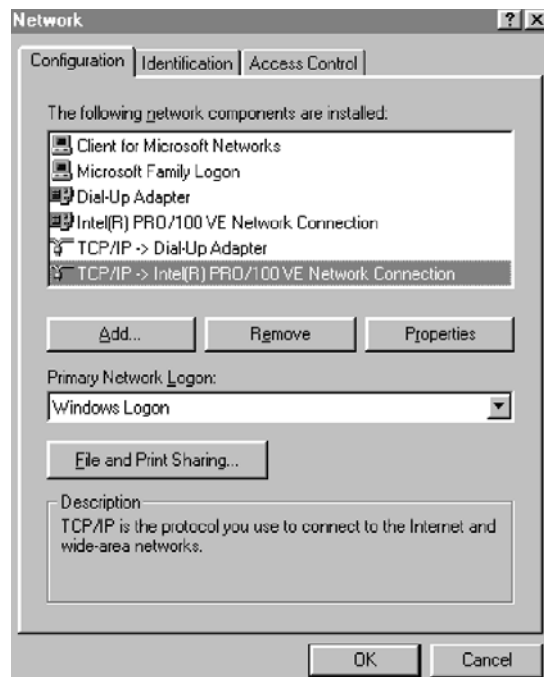 Network
Configuration Identification Access Control
The following network components are installed:
Client for Microsoft Networks
Microsoft Family Logon
Dial-Up Adapter
Intel(R) PRO/100 VE Network Connection
TCP/IP -> Dial-Up Adapter
TCP/IP -> Intel(R) PRO/100 VE Network Connection
Add... Remove Properties
Primary Network Logon:
Windows Logon
File and Print Sharing...
Description
TCP/IP is the protocol you use to connect to the Internet and
wide-area networks.
OK Cancel